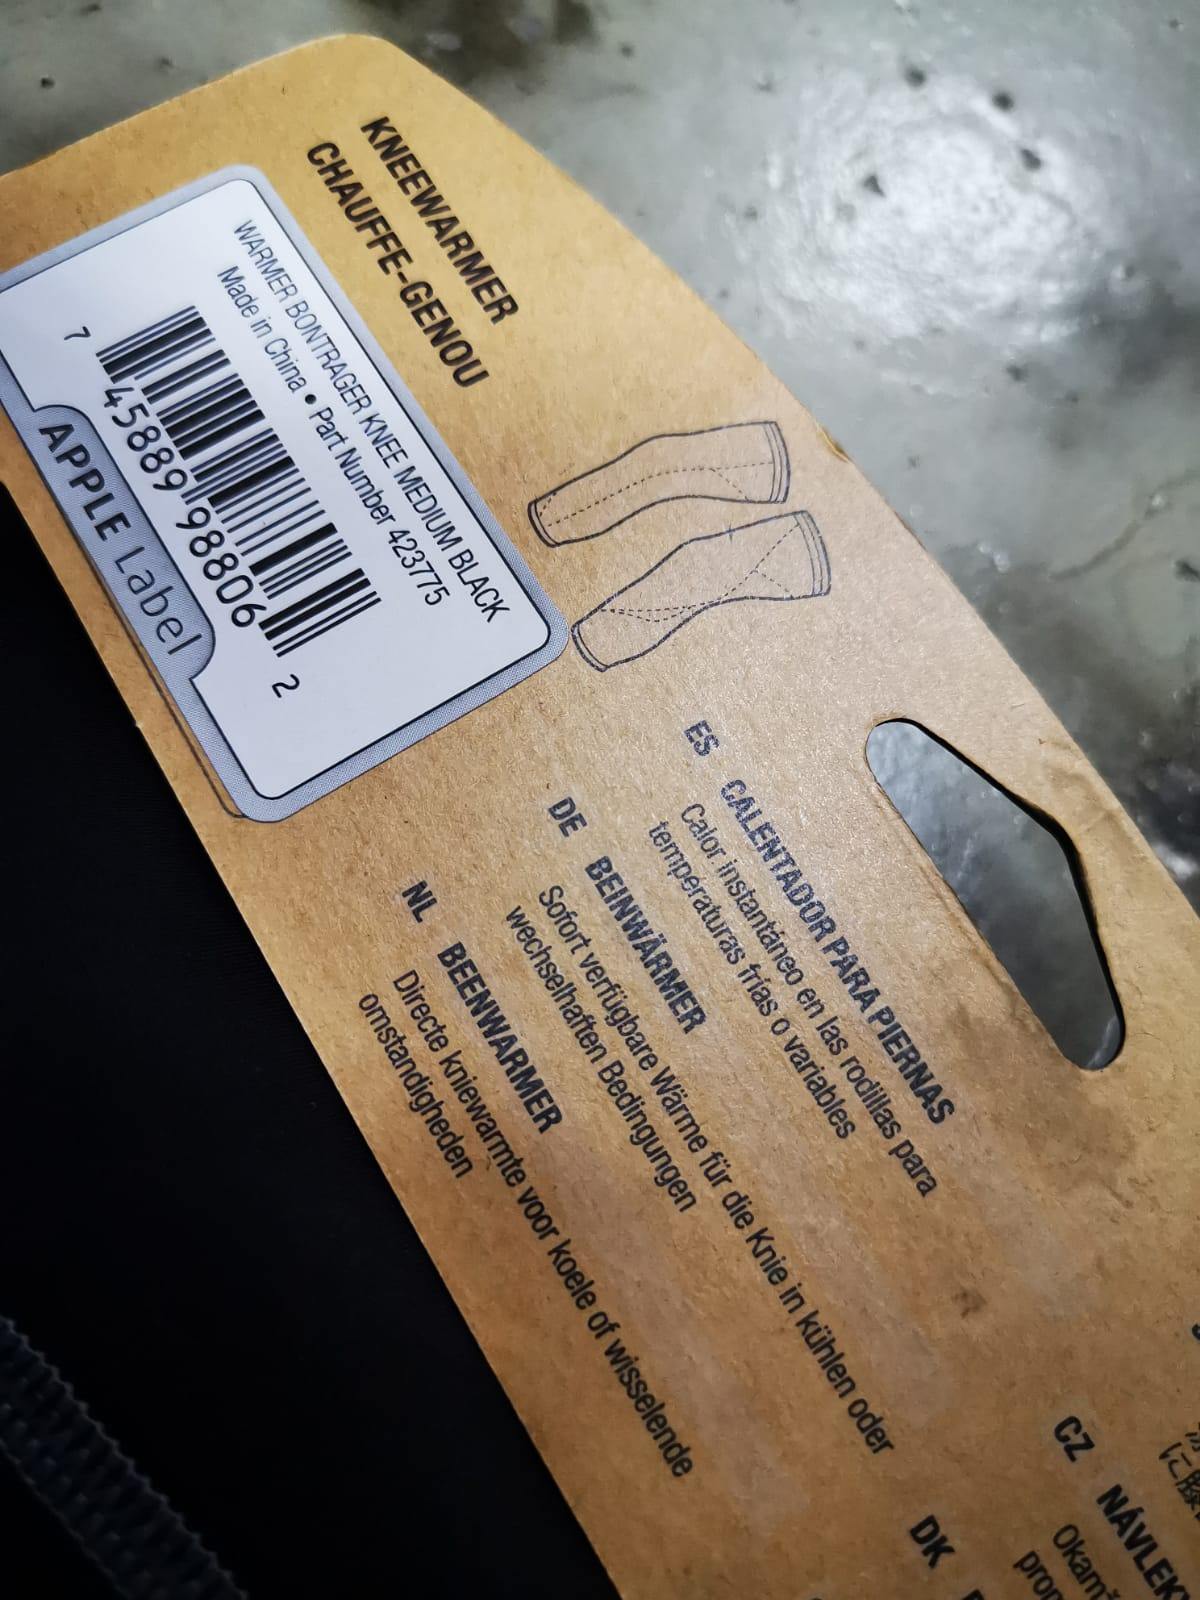 KNEEWARMER
CHAUFFE-GENOU
WARMER BONTRAGER KNEE MEDIUM BLACK
Made in China • Part Number 423775
7 45889 98806 2
APPLE Label
ES CALENTADOR PARA PIERNAS
Calor instantáneo en las rodillas para
temperaturas frías o variables
DE BEINWÄRMER
Sofort verfügbare Wärme für die Knie in kühlen oder
wechselhaften Bedingungen
NL BEENWARMER
Directe kniewarmte voor koele of wisselende
omstandigheden
CZ
DK